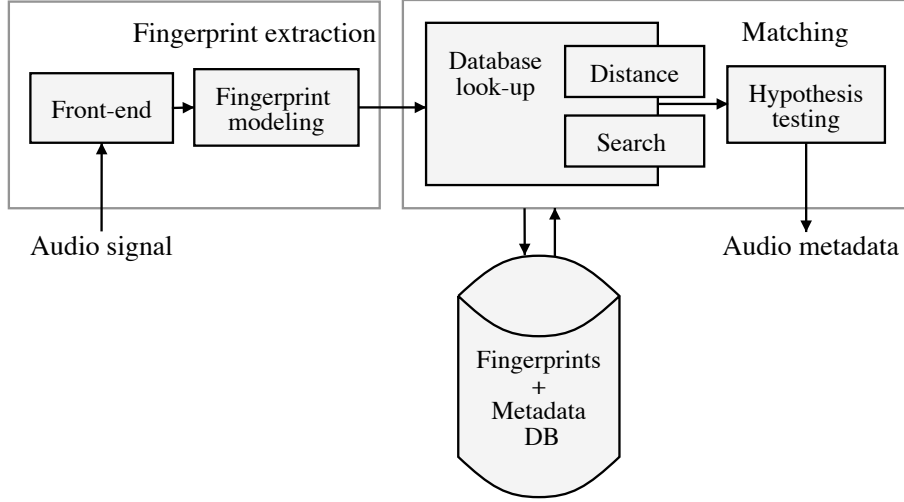 Fingerprint extraction
Front-end
Fingerprint
modeling
Audio signal
Matching
Database
look-up
Distance
Search
Hypothesis
testing
Audio metadata
Fingerprints
+
Metadata
DB